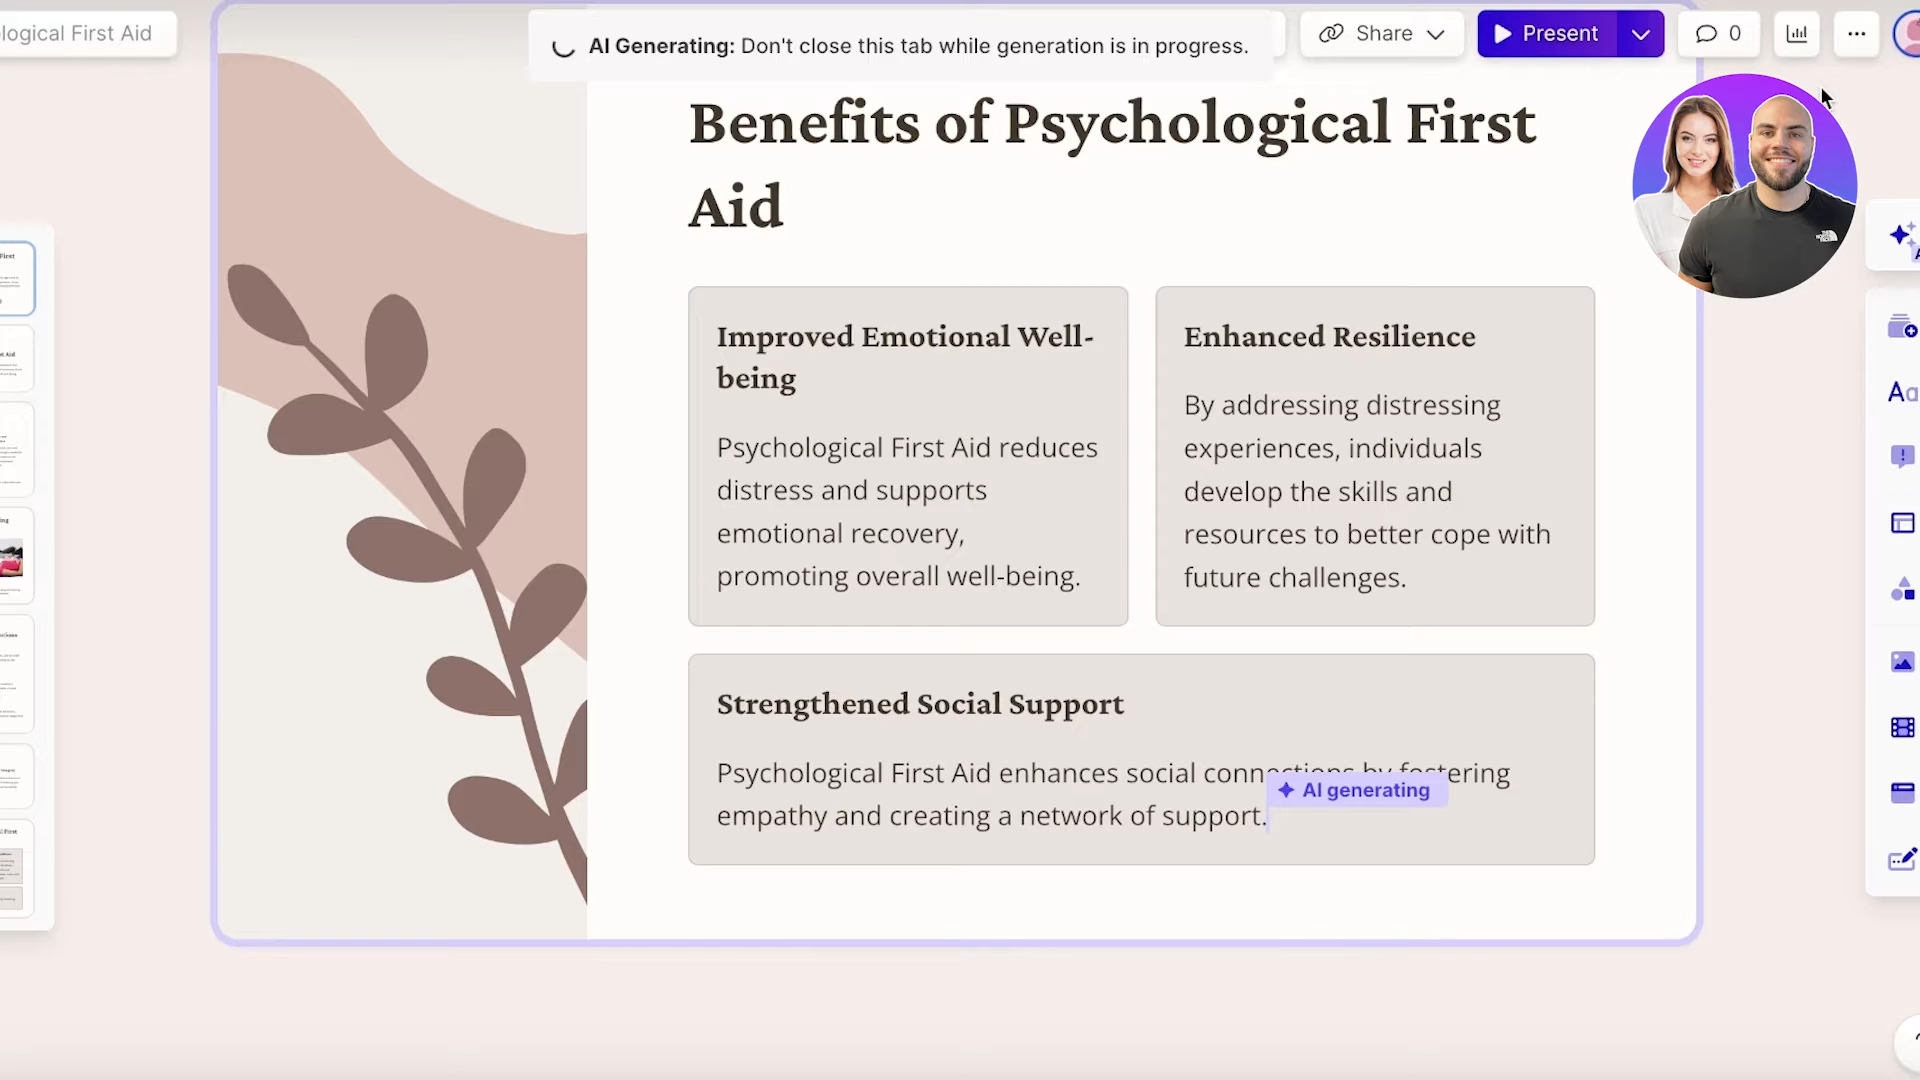 logical First Aid
AI Generating: Don't close this tab while generation is in progress.
Share
Present
0
Benefits of Psychological First
Aid
Improved Emotional Well-
being
Psychological First Aid reduces
distress and supports
emotional recovery,
promoting overall well-being.
Enhanced Resilience
By addressing distressing
experiences, individuals
develop the skills and
resources to better cope with
future challenges.
Strengthened Social Support
Psychological First Aid enhances social connections by fostering
empathy and creating a network of support.
AI generating
Aa